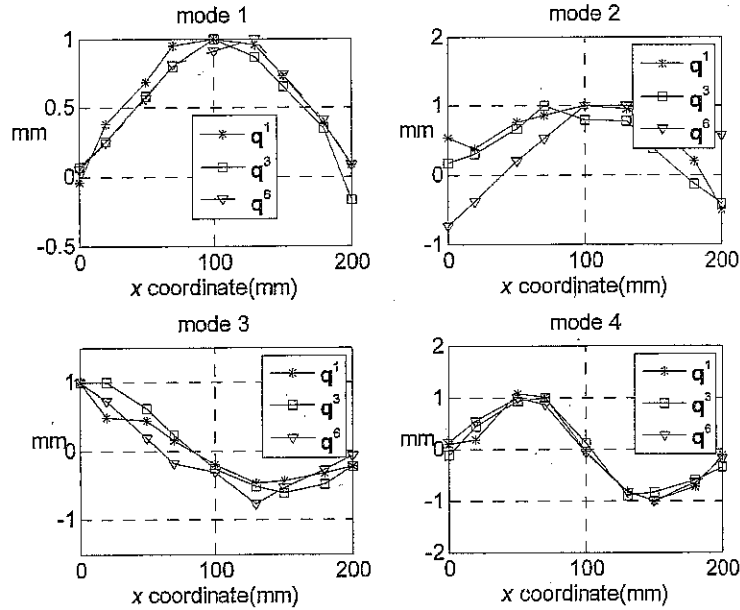 mode 1
mm
1
0.5
0
-0.5
q1
q3
q6
0
100
200
x coordinate(mm)
mode 2
mm
2
1
0
-1
q1
q3
q6
0
100
200
x coordinate(mm)
mode 3
mm
1
0
-1
q1
q3
q6
0
100
200
x coordinate(mm)
mode 4
mm
2
1
0
-1
-2
q1
q3
q6
0
100
200
x coordinate(mm)